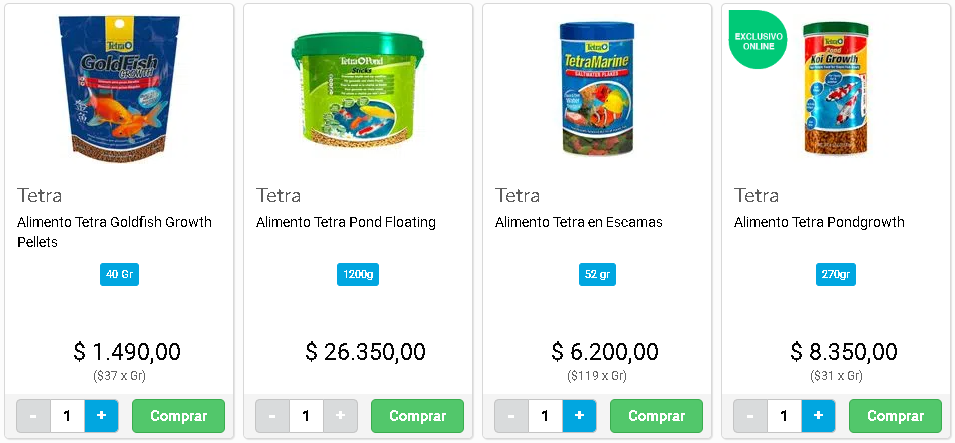 Tetra
GoldFish
GROWTH
Tetra
Alimento Tetra Goldfish Growth
Pellets
40 Gr
$ 1.490,00
($37 x Gr)
- 1 +
Comprar
Tetra Pond
Sticks
Tetra
Alimento Tetra Pond Floating
1200g
$ 26.350,00
- 1 +
Comprar
Tetra
TetraMarine
SALTWATER FLAKES
Tetra
Alimento Tetra en Escamas
52 gr
$ 6.200,00
($119 x Gr)
- 1 +
Comprar
EXCLUSIVO
ONLINE
Tetra
Pond
Koi Growth
Tetra
Alimento Tetra Pondgrowth
270gr
$ 8.350,00
($31 x Gr)
- 1 +
Comprar